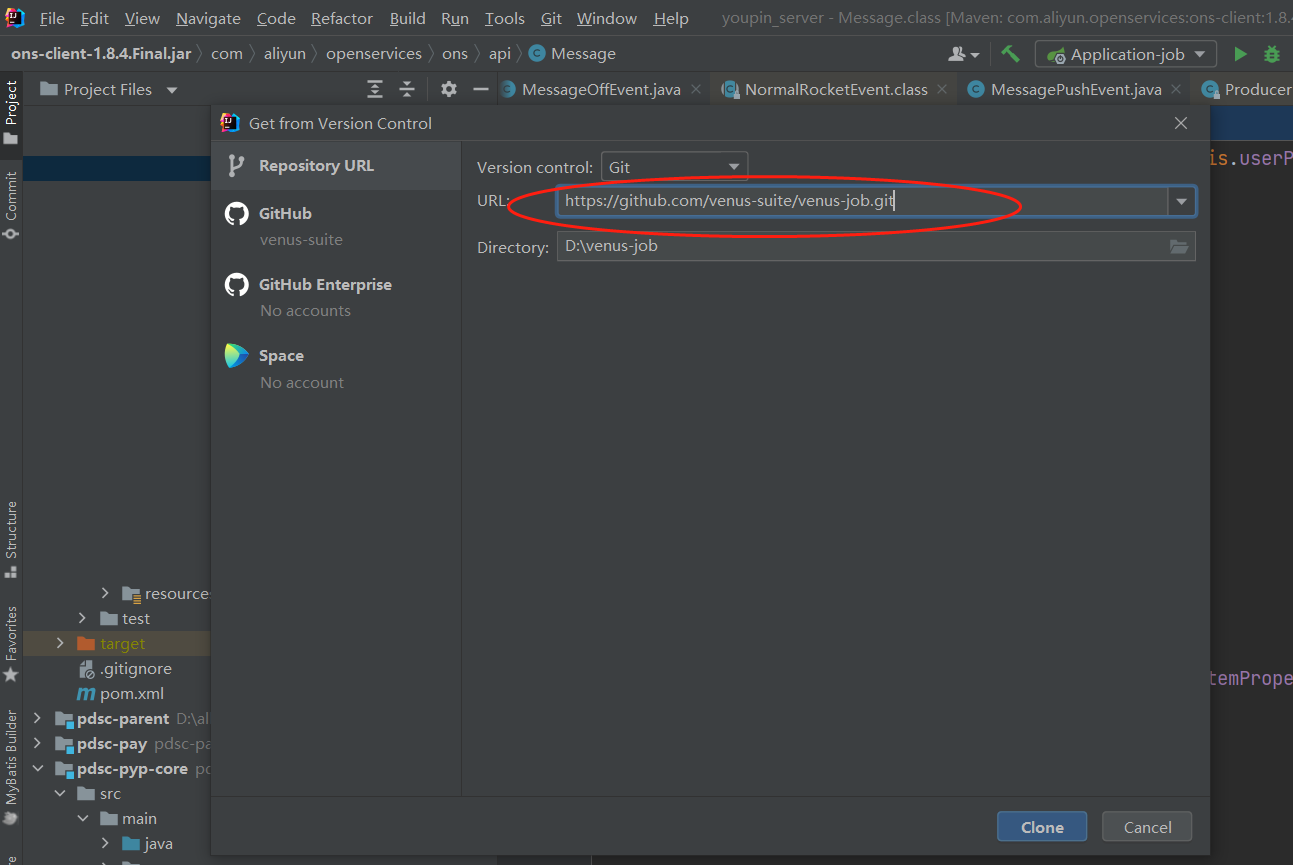 File Edit View Navigate Code Refactor Build Run Tools Git Window Help youpin_server - Message.class [Maven: com.aliyun.openservices:ons-client:1.8.4
ons-client-1.8.4.Final.jar com aliyun openservices ons api Message Application-job
Project Files MessageOffEvent.java NormalRocketEvent.class MessagePushEvent.java Producer
Project
Commit
Structure
Favorites
MyBatis Builder
Get from Version Control
Repository URL
GitHub
venus-suite
GitHub Enterprise
No accounts
Space
No account
Version control: Git
URL: https://github.com/venus-suite/venus-job.git
Directory: D:\venus-job
is.userP
temPrope
resources
test
target
.gitignore
pom.xml
pdsc-parent D:\al
pdsc-pay pdsc-pa
pdsc-pyp-core pd
src
main
java
Clone Cancel